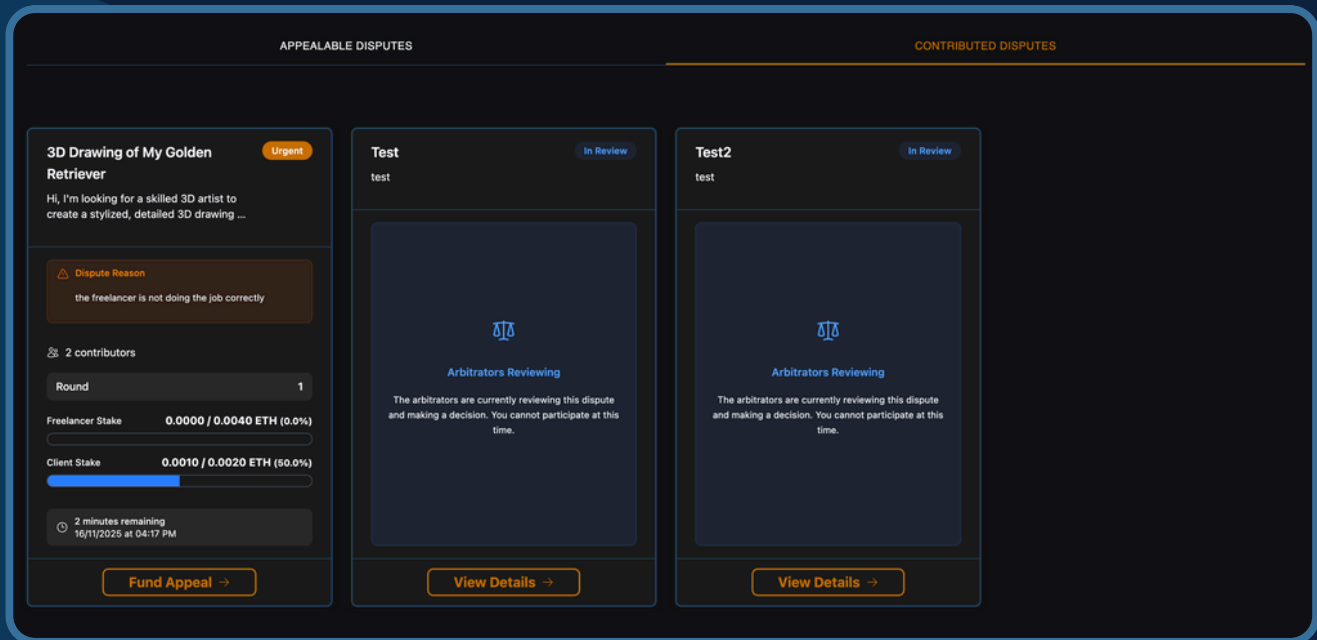 APPEALABLE DISPUTES
CONTRIBUTED DISPUTES
3D Drawing of My Golden
Retriever
Urgent
Hi, I'm looking for a skilled 3D artist to
create a stylized, detailed 3D drawing ...
Dispute Reason
the freelancer is not doing the job correctly
2 contributors
Round 1
Freelancer Stake 0.0000 / 0.0040 ETH (0.0%)
Client Stake 0.0010 / 0.0020 ETH (50.0%)
2 minutes remaining
16/11/2025 at 04:17 PM
Fund Appeal →
Test
In Review
test
Arbitrators Reviewing
The arbitrators are currently reviewing this dispute
and making a decision. You cannot participate at this
time.
View Details →
Test2
In Review
test
Arbitrators Reviewing
The arbitrators are currently reviewing this dispute
and making a decision. You cannot participate at this
time.
View Details →